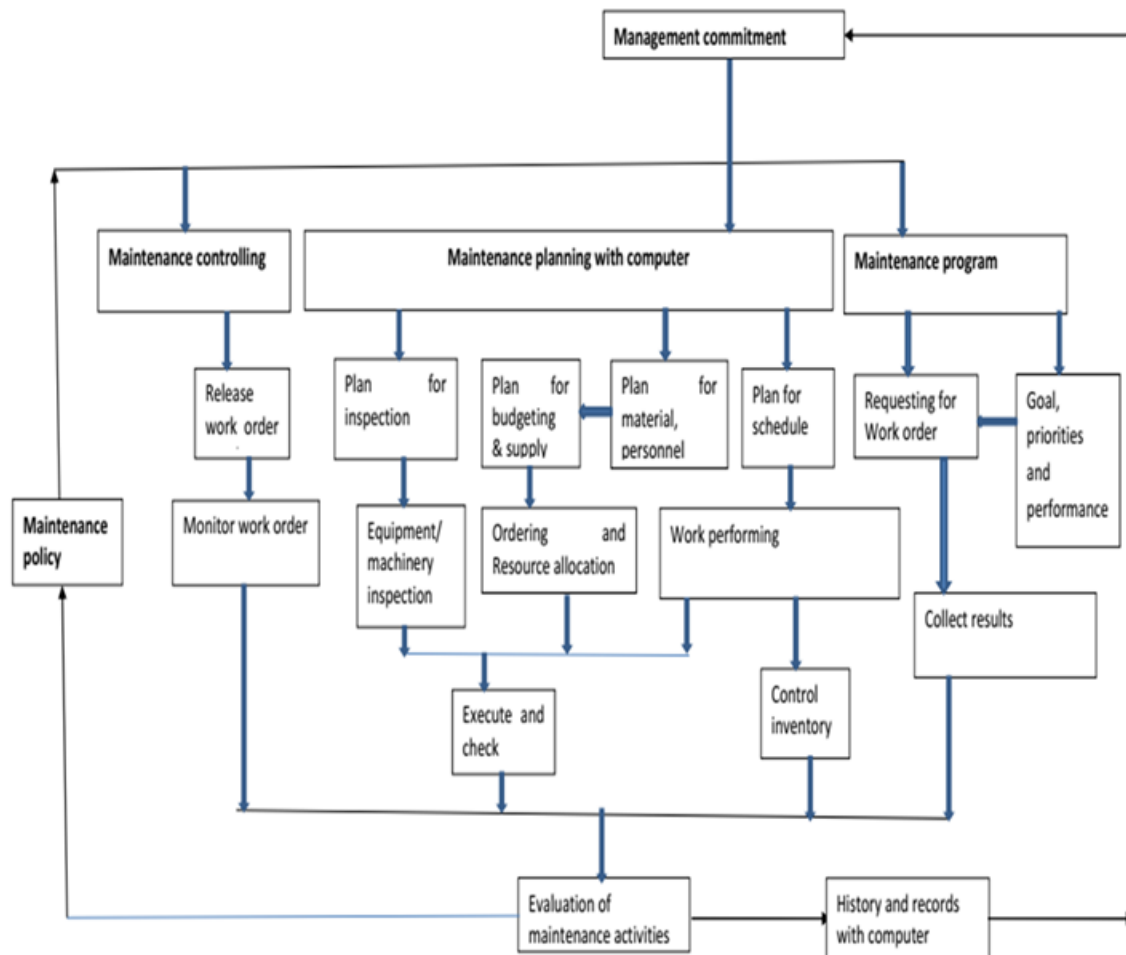 Management commitment
Maintenance controlling
Maintenance planning with computer
Maintenance program
Release
work order
Plan for
inspection
Plan for
budgeting
& supply
Plan for
material,
personnel
Plan for
schedule
Requesting for
Work order
Goal,
priorities
and
performance
Maintenance
policy
Monitor work order
Equipment/
machinery
inspection
Ordering and
Resource allocation
Work performing
Collect results
Execute and
check
Control
inventory
Evaluation of
maintenance activities
History and records
with computer